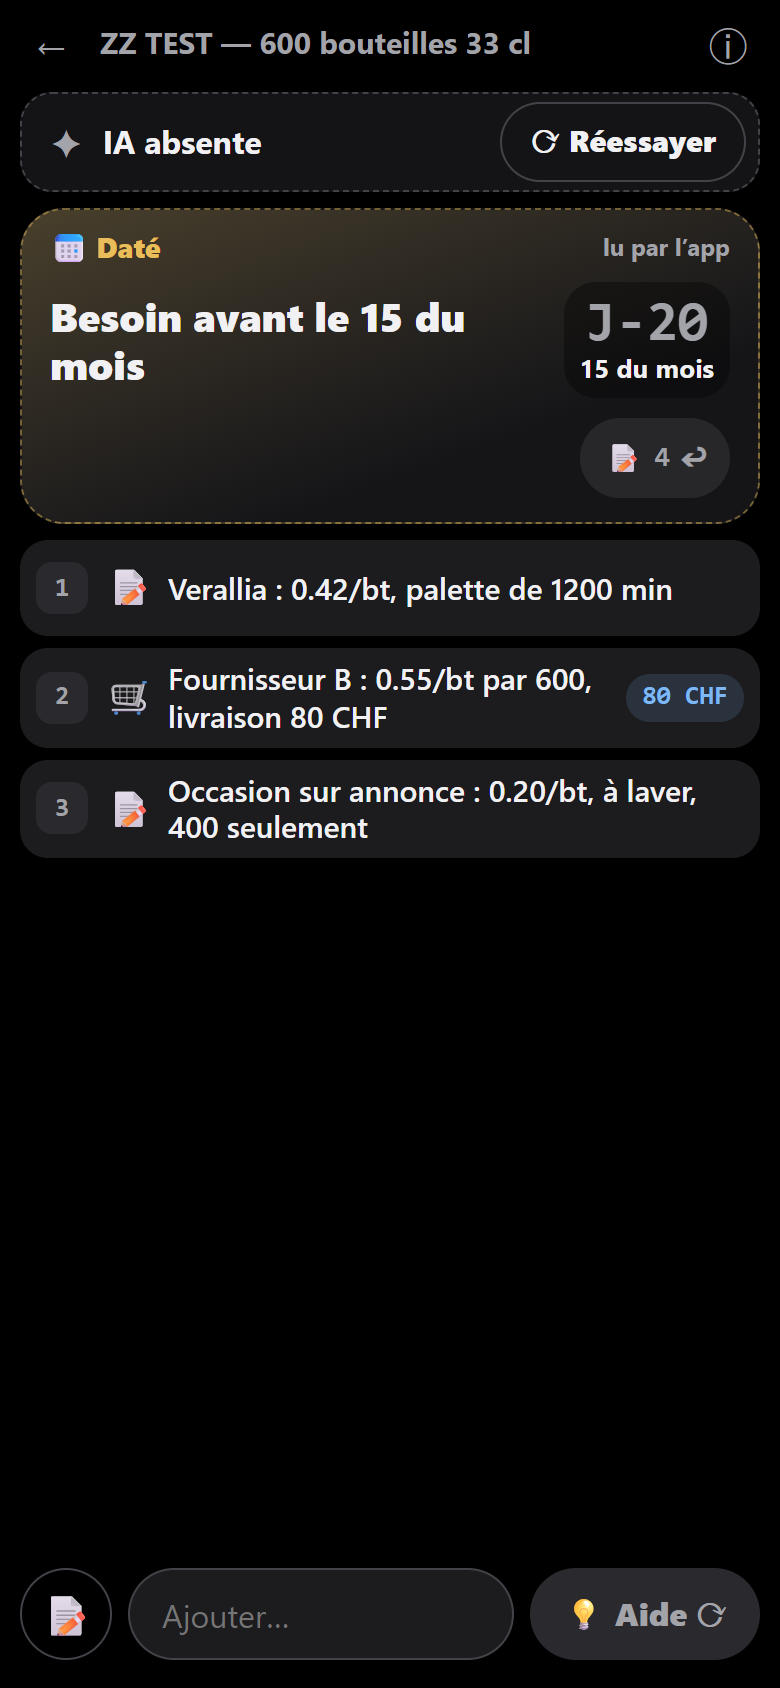 ← ZZ TEST — 600 bouteilles 33 cl ⓘ
✦ IA absente
⟳ Réessayer
Daté
lu par l’app
Besoin avant le 15 du
mois
J-20
15 du mois
4 ↩
1 Verallia : 0.42/bt, palette de 1200 min
2 Fournisseur B : 0.55/bt par 600,
livraison 80 CHF
80 CHF
3 Occasion sur annonce : 0.20/bt, à laver,
400 seulement
Ajouter...
Aide ⟳